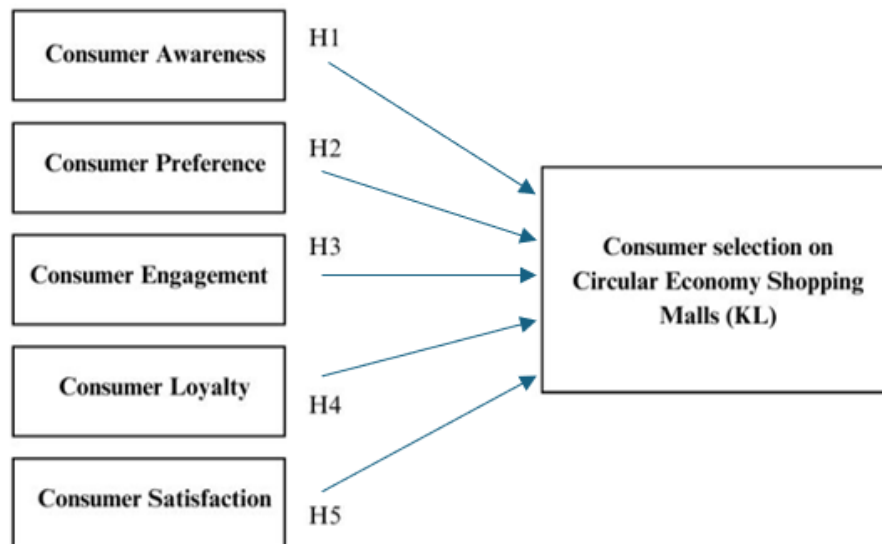 Consumer Awareness
H1
Consumer Preference
H2
Consumer Engagement
H3
Consumer Loyalty
H4
Consumer Satisfaction
H5
Consumer selection on
Circular Economy Shopping
Malls (KL)